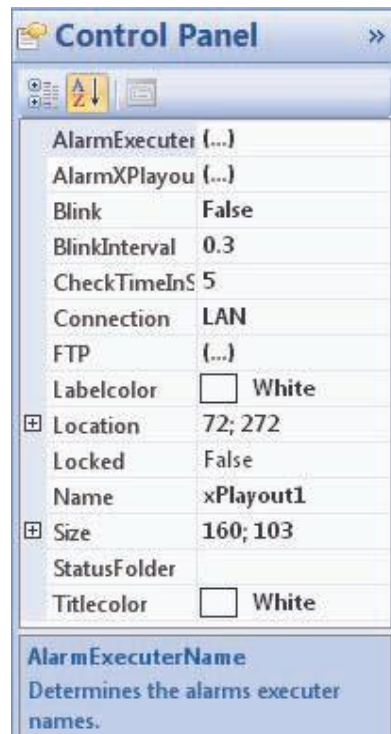 Control Panel »
A Z
AlarmExecuter (...)
AlarmXPlayou (...)
Blink False
BlinkInterval 0.3
CheckTimeInS 5
Connection LAN
FTP (...)
Labelcolor White
Location 72; 272
Locked False
Name xPlayout1
Size 160; 103
StatusFolder
Titlecolor White
AlarmExecuterName
Determines the alarms executer
names.